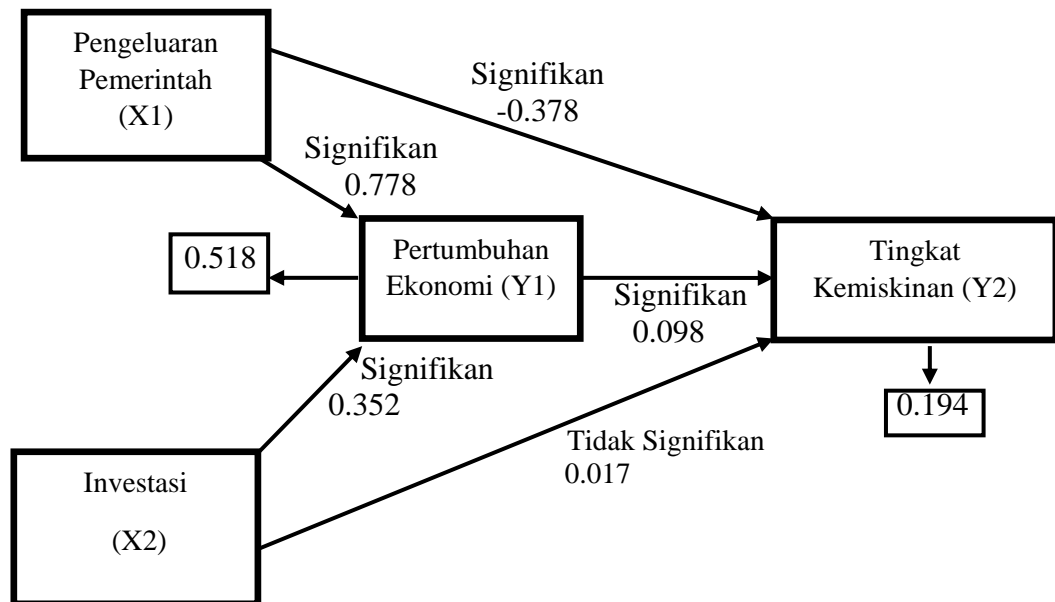 Pengeluaran
Pemerintah
(X1)
Signifikan
-0.378
Signifikan
0.778
0.518
Pertumbuhan
Ekonomi (Y1)
Signifikan
0.098
Tingkat
Kemiskinan (Y2)
Signifikan
0.352
0.194
Tidak Signifikan
0.017
Investasi
(X2)